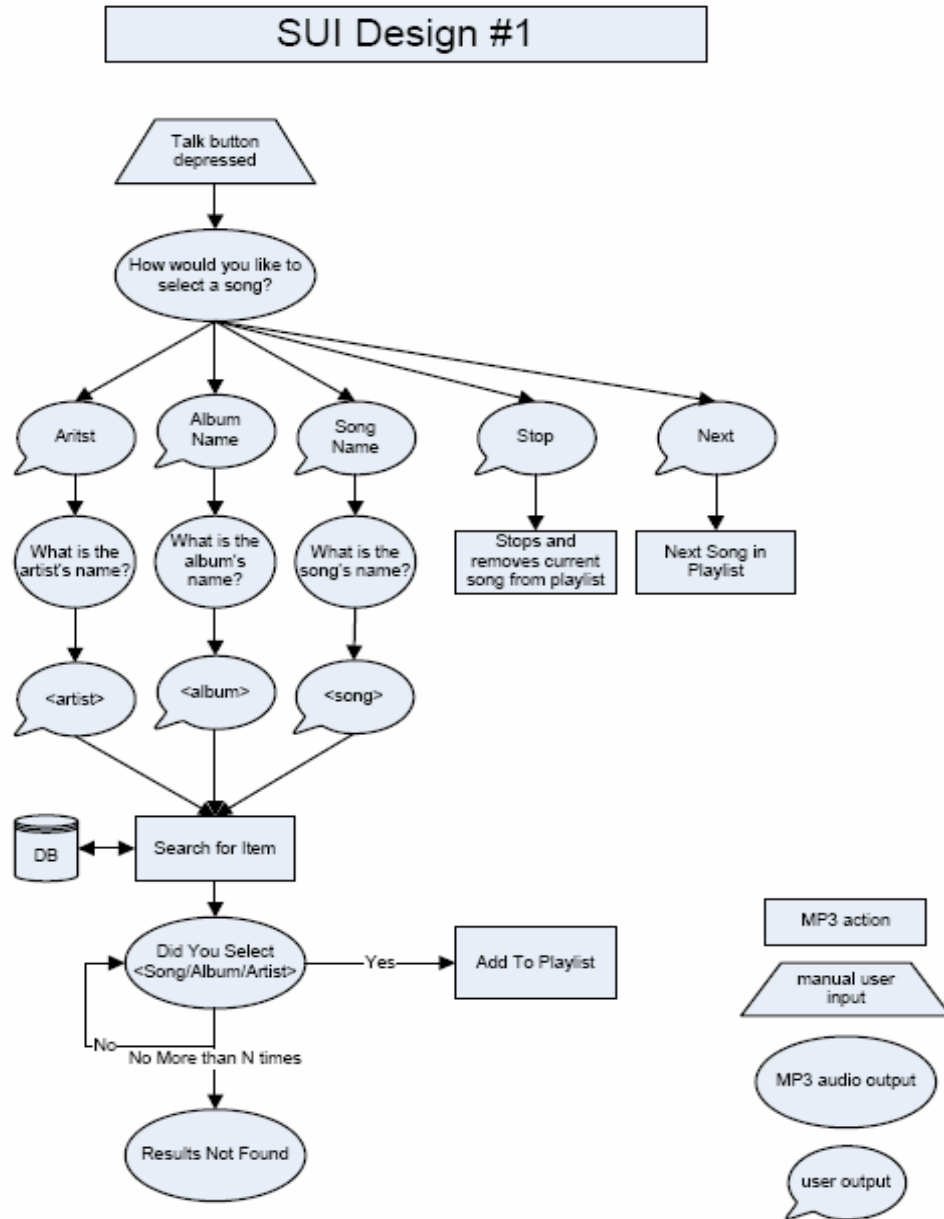 SUI Design #1
Talk button
depressed
How would you like to
select a song?
Aritst
Album
Name
Song
Name
Stop
Next
What is the
artist's name?
What is the
album's
name?
What is the
song's name?
Stops and
removes current
song from playlist
Next Song in
Playlist
<artist>
<album>
<song>
DB
Search for Item
Did You Select
<Song/Album/Artist>
Yes
Add To Playlist
No
No More than N times
Results Not Found
MP3 action
manual user
input
MP3 audio output
user output